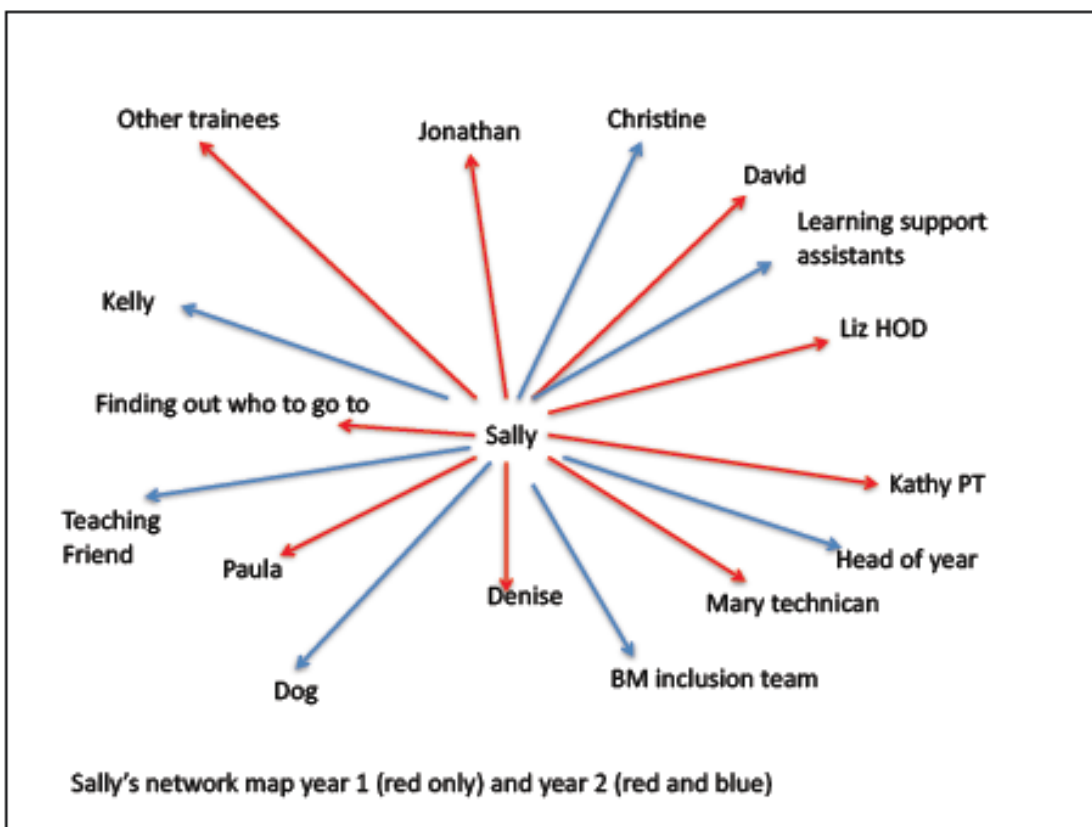 Other trainees
Jonathan
Christine
David
Learning support
assistants
Kelly
Liz HOD
Finding out who to go to
Sally
Kathy PT
Teaching
Friend
Paula
Head of year
Denise
Mary technican
Dog
BM inclusion team
Sally's network map year 1 (red only) and year 2 (red and blue)